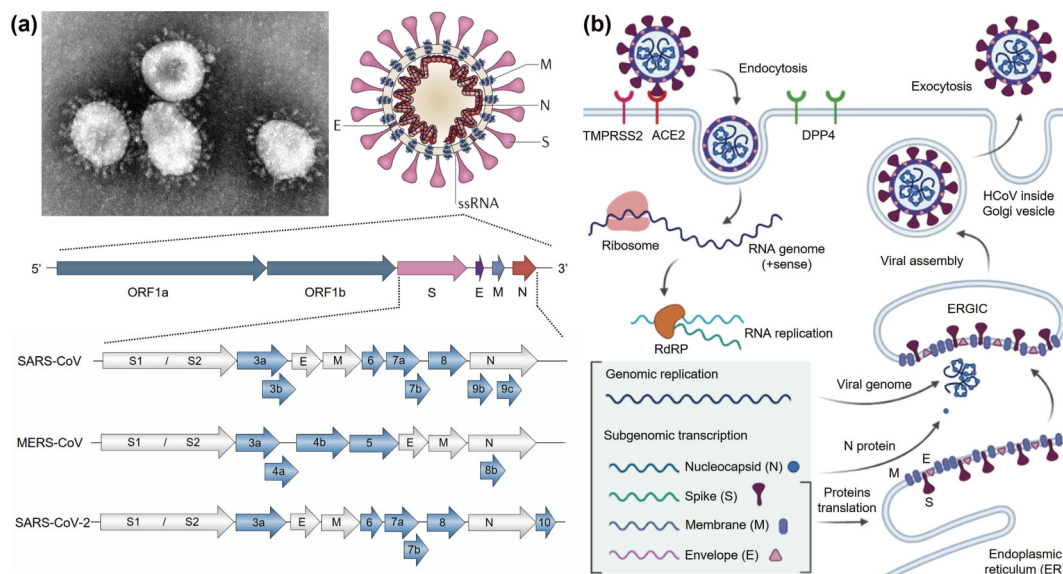 (a)
M
N
E
S
ssRNA
5'
3'
ORF1a
ORF1b
S
E
M
N
SARS-CoV
S1 / S2
3a
E
M
6
7a
8
N
3b
7b
9b
9c
MERS-CoV
S1 / S2
3a
4b
5
E
M
N
4a
8b
SARS-CoV-2
S1 / S2
3a
E
M
6
7a
8
N
10
7b
(b)
Endocytosis
Exocytosis
TMPRSS2
ACE2
DPP4
HCoV inside
Golgi vesicle
Ribosome
RNA genome
(+sense)
Viral assembly
RdRP
RNA replication
ERGIC
Genomic replication
Viral genome
Subgenomic transcription
N protein
Nucleocapsid (N)
Spike (S)
Membrane (M)
Envelope (E)
Proteins
translation
M
E
S
Endoplasmic
reticulum (ER